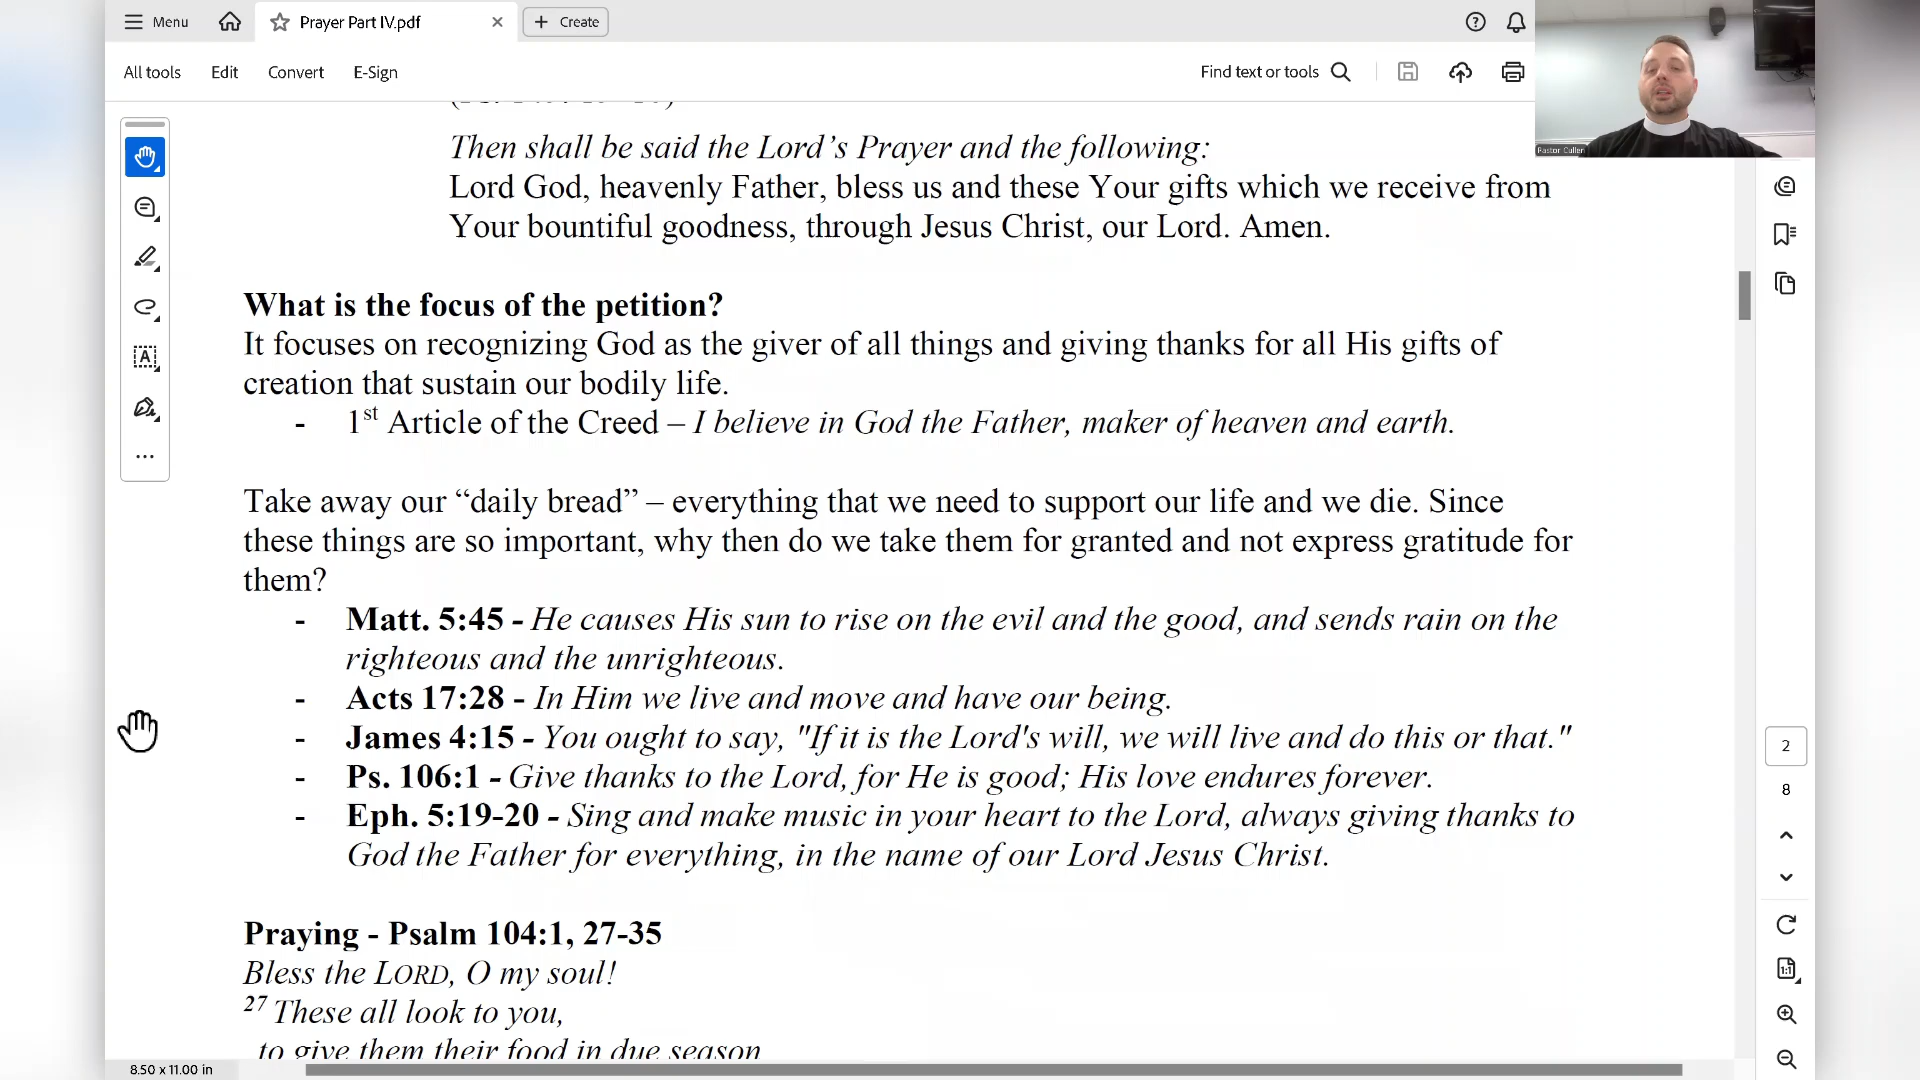 Menu
Prayer Part IV.pdf
Create
All tools
Edit
Convert
E-Sign
Find text or tools
Pastor Cullen
Then shall be said the Lord’s Prayer and the following:
Lord God, heavenly Father, bless us and these Your gifts which we receive from
Your bountiful goodness, through Jesus Christ, our Lord. Amen.
What is the focus of the petition?
It focuses on recognizing God as the giver of all things and giving thanks for all His gifts of
creation that sustain our bodily life.
- 1st Article of the Creed – I believe in God the Father, maker of heaven and earth.
Take away our “daily bread” – everything that we need to support our life and we die. Since
these things are so important, why then do we take them for granted and not express gratitude for
them?
- Matt. 5:45 - He causes His sun to rise on the evil and the good, and sends rain on the
righteous and the unrighteous.
- Acts 17:28 - In Him we live and move and have our being.
- James 4:15 - You ought to say, "If it is the Lord's will, we will live and do this or that."
- Ps. 106:1 - Give thanks to the Lord, for He is good; His love endures forever.
- Eph. 5:19-20 - Sing and make music in your heart to the Lord, always giving thanks to
God the Father for everything, in the name of our Lord Jesus Christ.
Praying - Psalm 104:1, 27-35
Bless the LORD, O my soul!
27 These all look to you,
to give them their food in due season
2
8
8.50 x 11.00 in